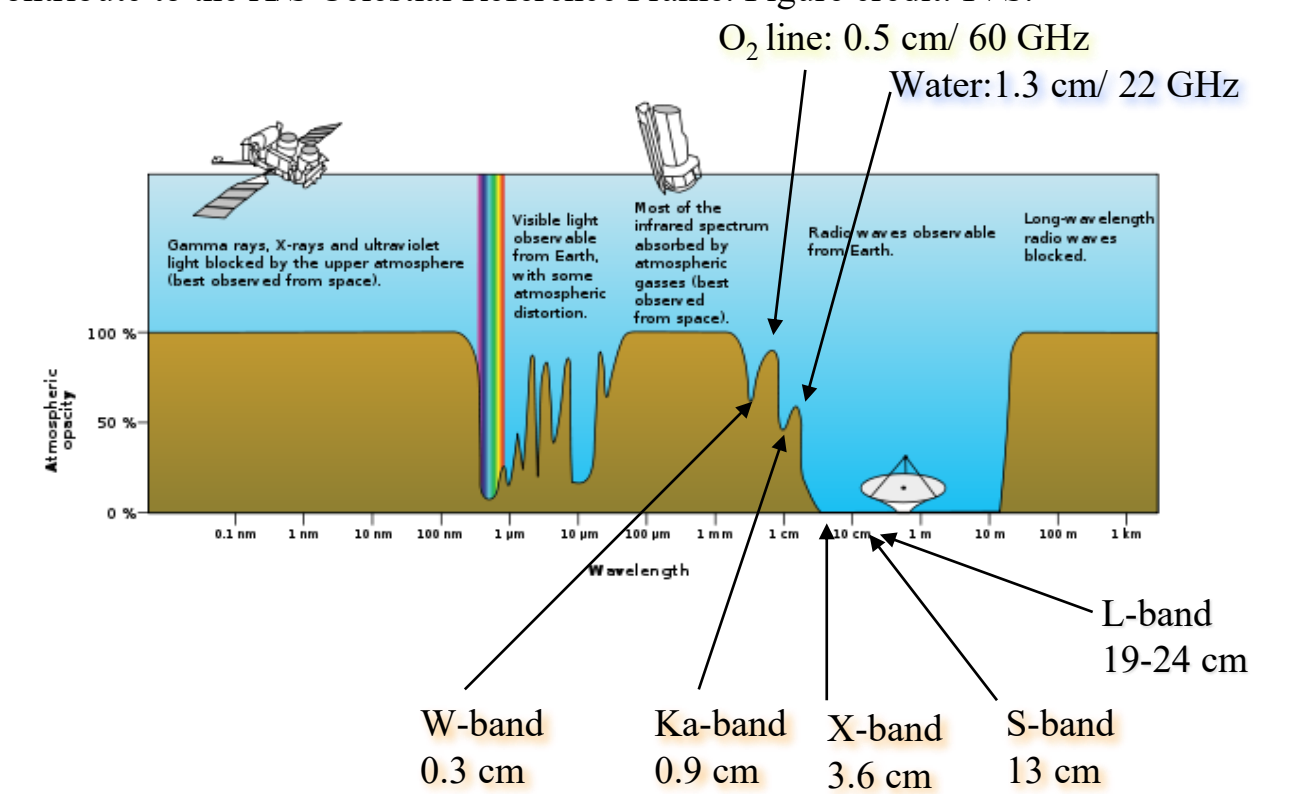 O2 line: 0.5 cm/ 60 GHz
Water:1.3 cm/ 22 GHz
Gamma rays, X-rays and ultraviolet
light blocked by the upper atmosphere
(best observed from space).
Visible light
observable
from Earth,
with some
atmospheric
distortion.
Most of the
infrared spectrum
absorbed by
atmospheric
gasses (best
observed
from space).
Radio waves observable
from Earth.
Long-wavelength
radio waves
blocked.
Atmospheric
opacity
100 %
50 %
0 %
0.1 nm
1 nm
10 nm
100 nm
1 µm
10 µm
100 µm
1 mm
1 cm
10 cm
1 m
10 m
100 m
1 km
Wavelength
L-band
19-24 cm
W-band
0.3 cm
Ka-band
0.9 cm
X-band
3.6 cm
S-band
13 cm